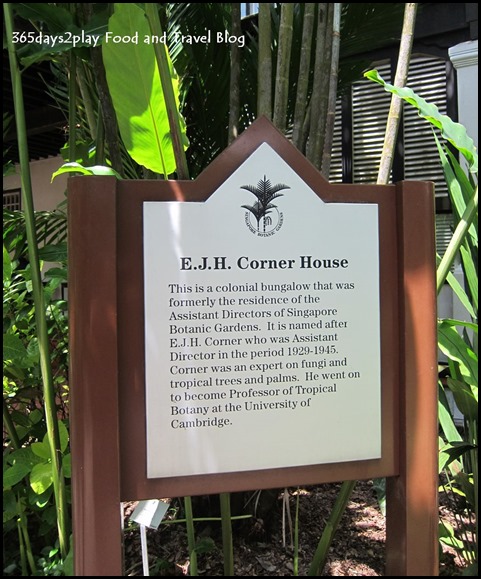 365days2play Food and Travel Blog
SINGAPORE BOTANIC GARDENS
E.J.H. Corner House
This is a colonial bungalow that was
formerly the residence of the
Assistant Directors of Singapore
Botanic Gardens. It is named after
E.J.H. Corner who was Assistant
Director in the period 1929-1945.
Corner was an expert on fungi and
tropical trees and palms. He went on
to become Professor of Tropical
Botany at the University of
Cambridge.